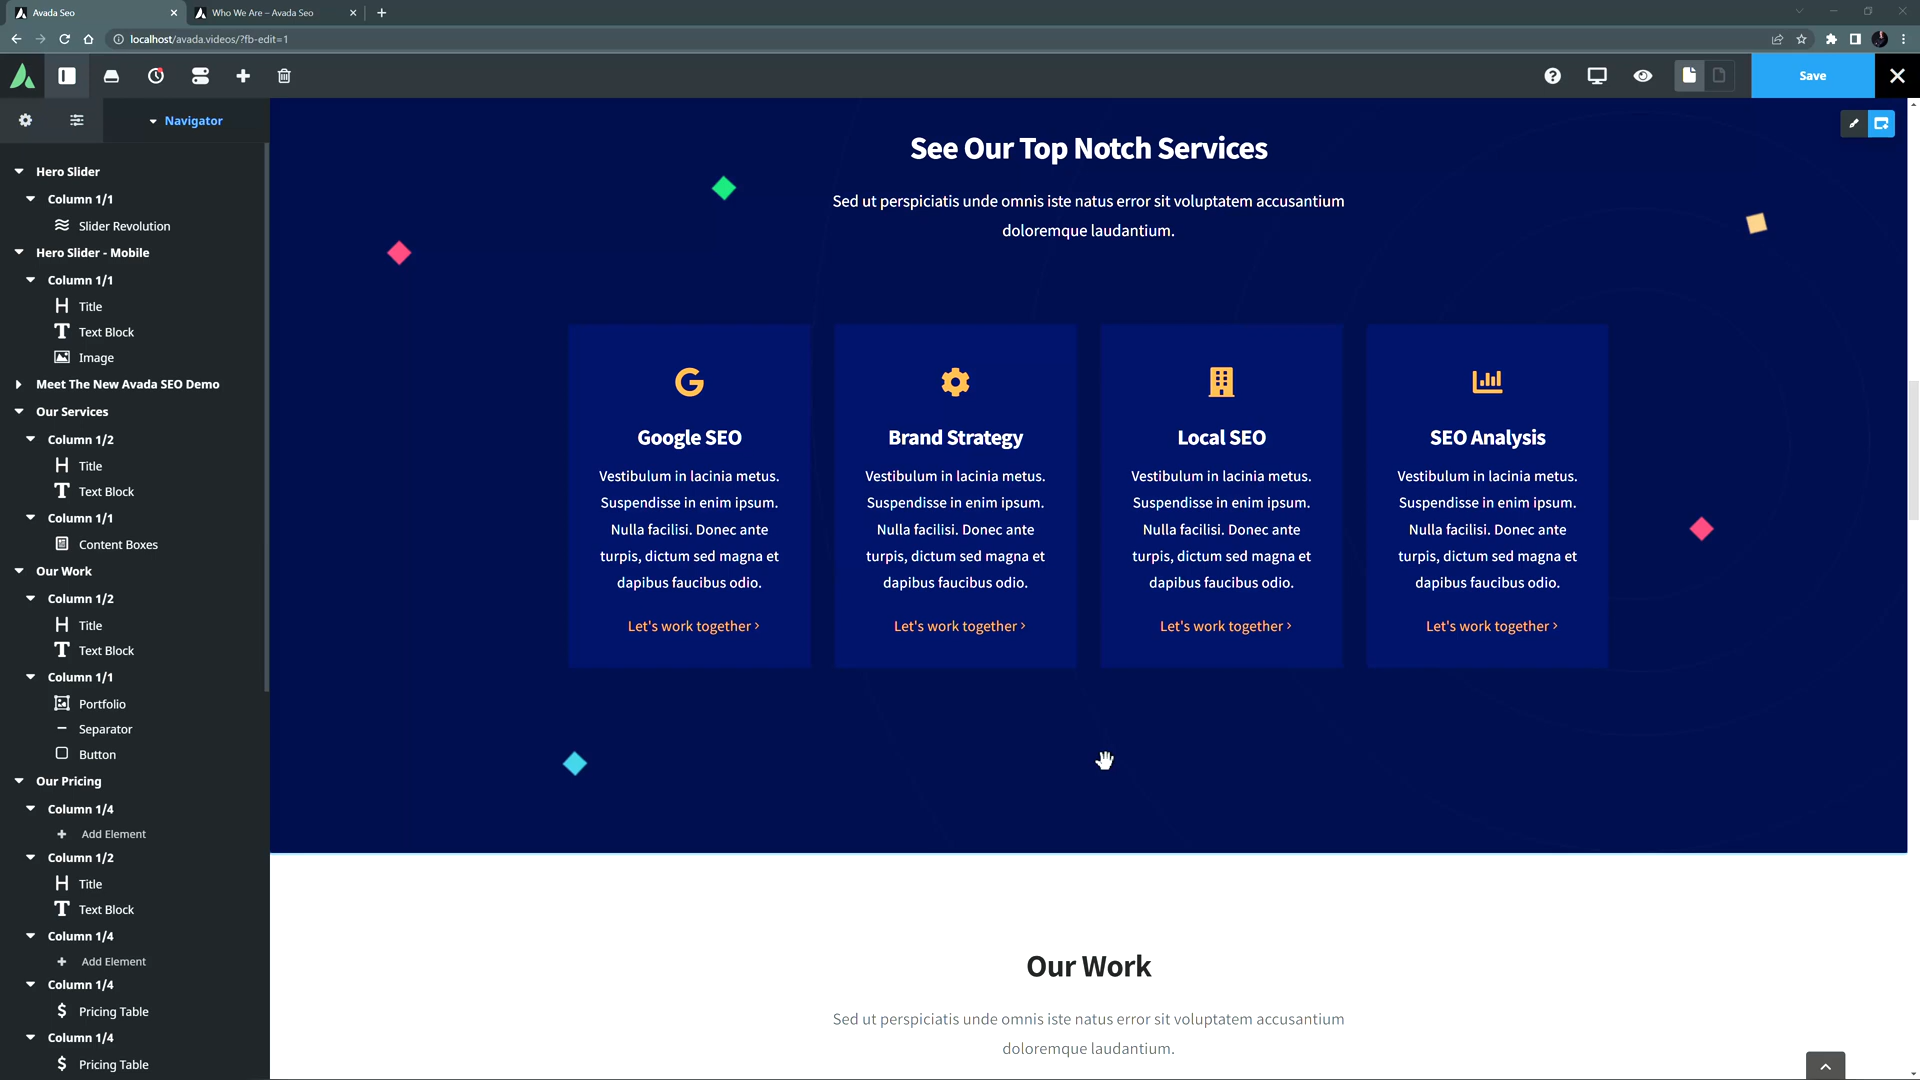 Avada Seo
Who We Are – Avada Seo
localhost/avada.videos/?fb-edit=1
Save
Navigator
Hero Slider
Column 1/1
Slider Revolution
Hero Slider - Mobile
Column 1/1
Title
Text Block
Image
Meet The New Avada SEO Demo
Our Services
Column 1/2
Title
Text Block
Column 1/1
Content Boxes
Our Work
Column 1/2
Title
Text Block
Column 1/1
Portfolio
Separator
Button
Our Pricing
Column 1/4
Add Element
Column 1/2
Title
Text Block
Column 1/4
Add Element
Column 1/4
Pricing Table
Column 1/4
Pricing Table
See Our Top Notch Services
Sed ut perspiciatis unde omnis iste natus error sit voluptatem accusantium
doloremque laudantium.
Google SEO
Vestibulum in lacinia metus.
Suspendisse in enim ipsum.
Nulla facilisi. Donec ante
turpis, dictum sed magna et
dapibus faucibus odio.
Let's work together
Brand Strategy
Vestibulum in lacinia metus.
Suspendisse in enim ipsum.
Nulla facilisi. Donec ante
turpis, dictum sed magna et
dapibus faucibus odio.
Let's work together
Local SEO
Vestibulum in lacinia metus.
Suspendisse in enim ipsum.
Nulla facilisi. Donec ante
turpis, dictum sed magna et
dapibus faucibus odio.
Let's work together
SEO Analysis
Vestibulum in lacinia metus.
Suspendisse in enim ipsum.
Nulla facilisi. Donec ante
turpis, dictum sed magna et
dapibus faucibus odio.
Let's work together
Our Work
Sed ut perspiciatis unde omnis iste natus error sit voluptatem accusantium
doloremque laudantium.